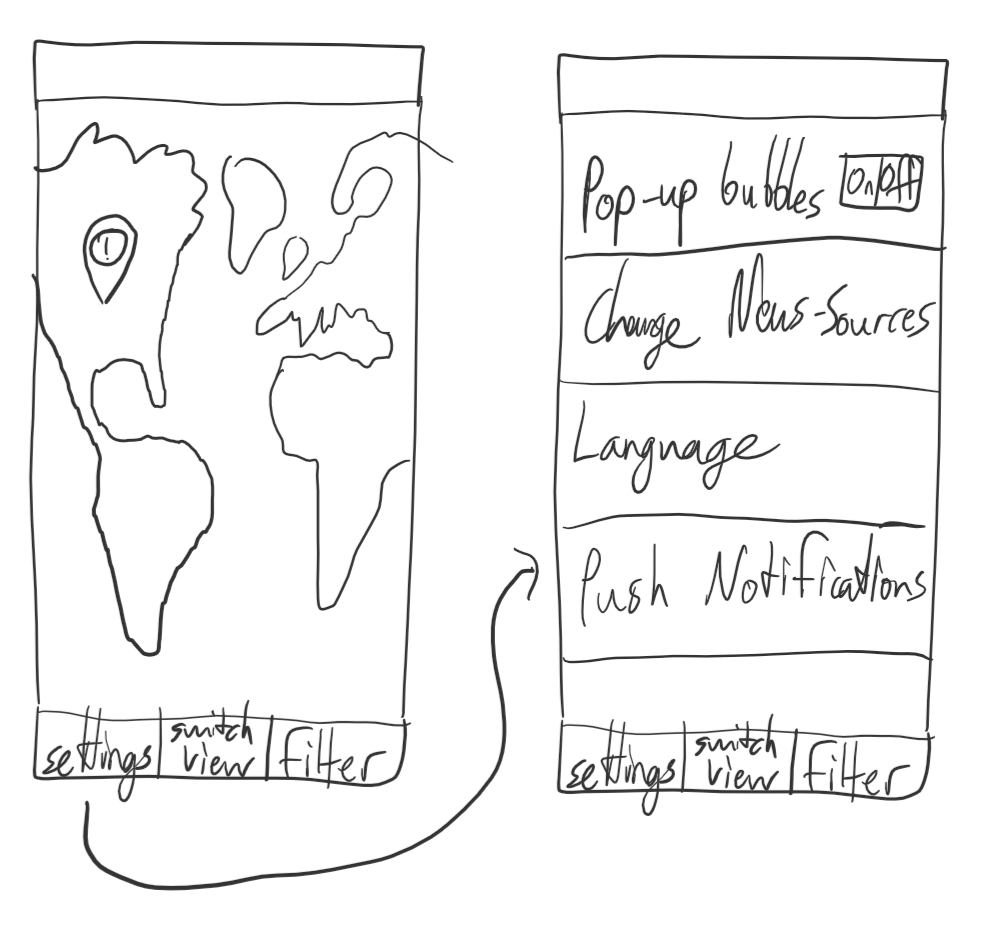 !
settings
switch
view
filter
Pop-up bubbles On/Off
Change News-Sources
Language
Push Notifications
settings
switch
view
filter